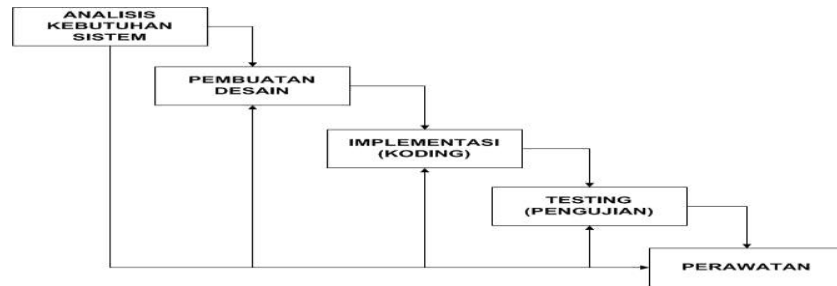 ANALISIS
KEBUTUHAN
SISTEM
PEMBUATAN
DESAIN
IMPLEMENTASI
(KODING)
TESTING
(PENGUJIAN)
PERAWATAN